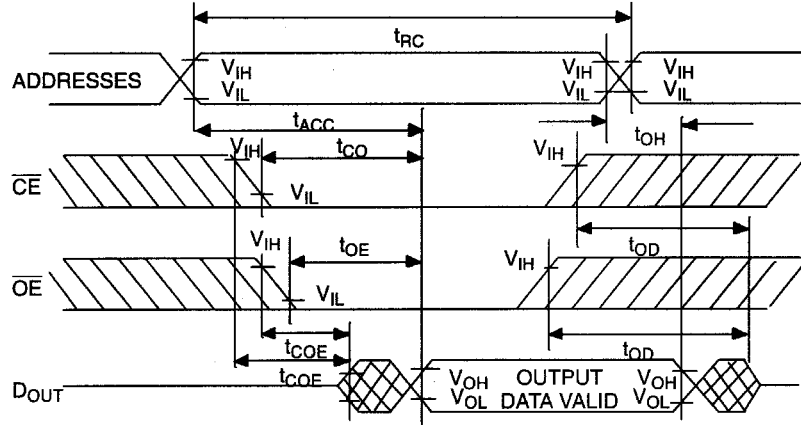 tRC
ADDRESSES
VIH VIH VIH
VIL VIL VIL
tACC
tOH
VIH tCO VIH
CE
VIL
tOD
VIH tOE VIH
OE
VIL
tCOE tOD
tCOE
DOUT
VOH OUTPUT VOH
VOL DATA VALID VOL